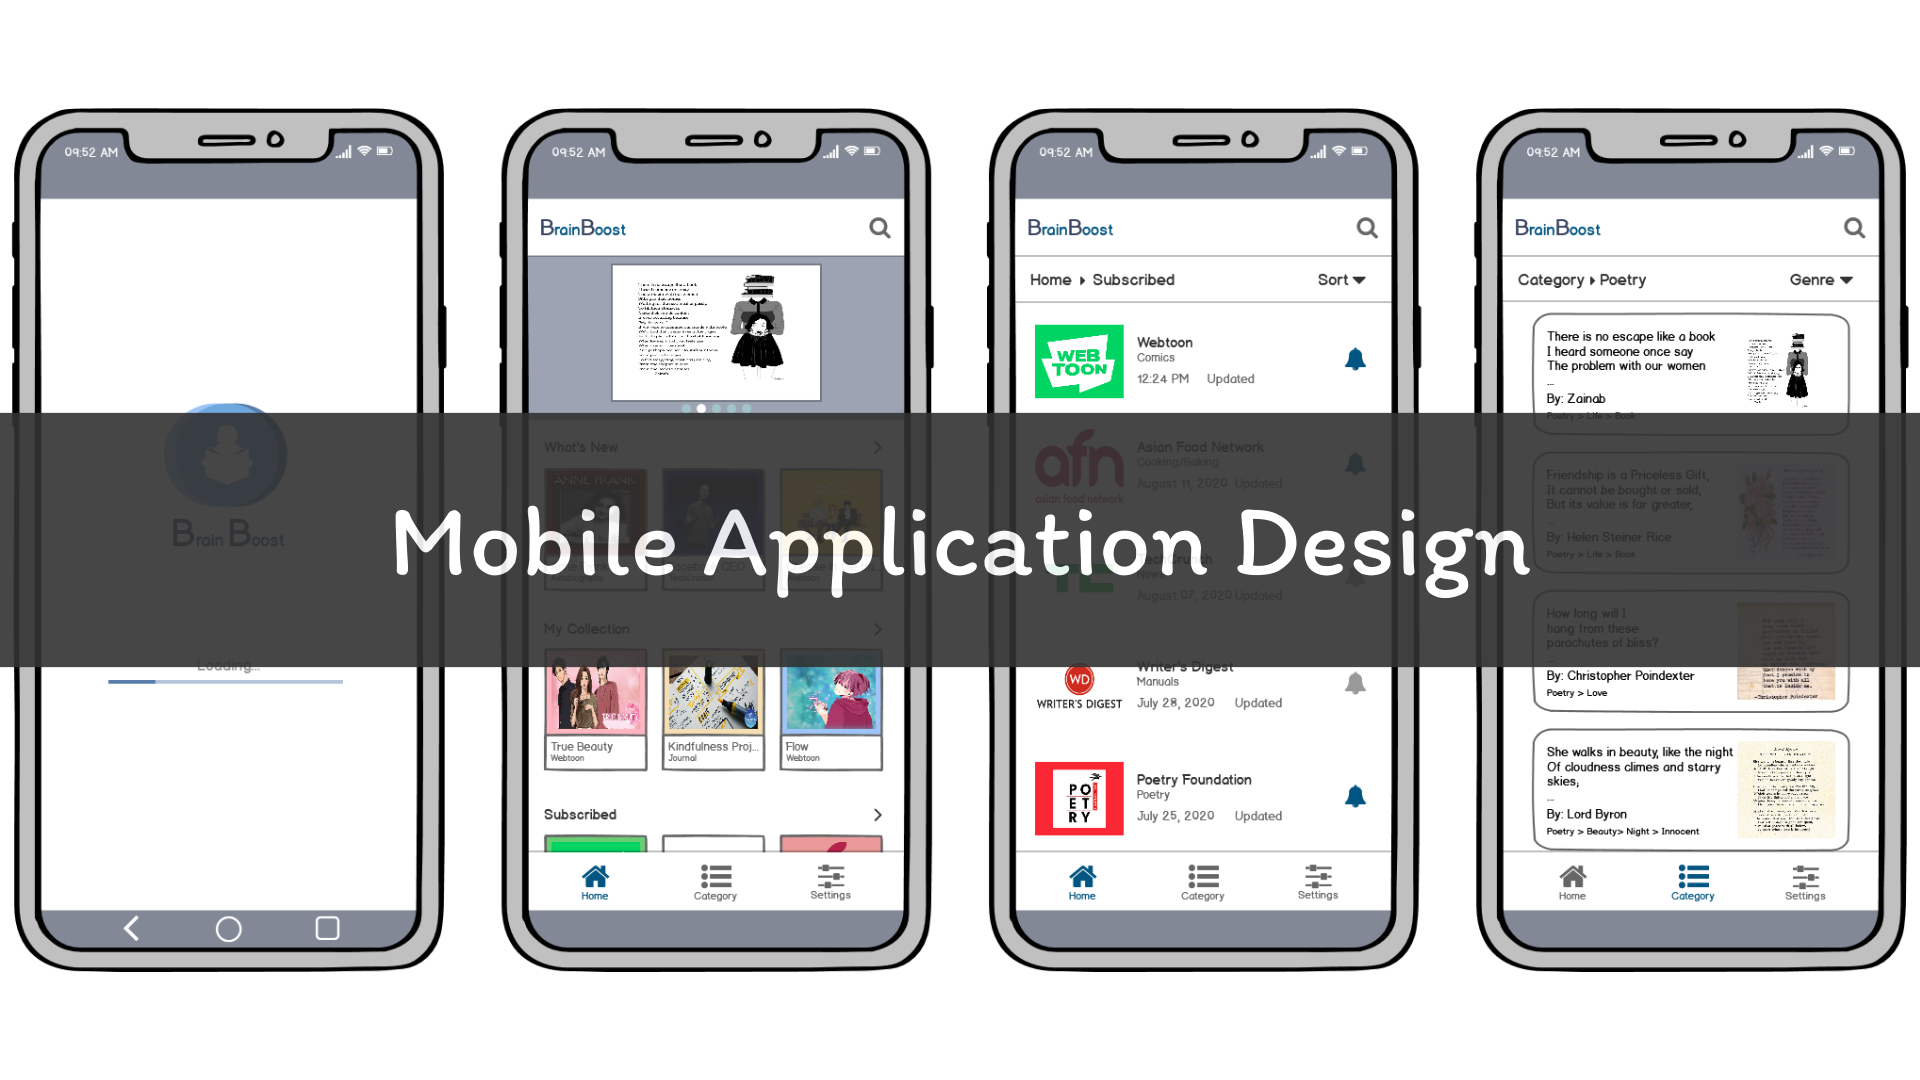 09:52 AM
Brain Boost
Loading...
09:52 AM
BrainBoost
What's New
ANNE FRANK
Autobiography
Facebook CEO
TechCrunch
Webtoon
My Collection
True Beauty
Webtoon
Kindfulness Proj...
Journal
Flow
Webtoon
Subscribed
Home
Category
Settings
09:52 AM
BrainBoost
Home Subscribed
Sort
WEB
TOON
Webtoon
Comics
12:24 PM Updated
afn
asian food network
Asian Food Network
Cooking/Baking
August 11, 2020 Updated
TechCrunch
News
August 07, 2020 Updated
WD
WRITER'S DIGEST
Writer's Digest
Manuals
July 28, 2020 Updated
PO
ET
RY
Poetry Foundation
Poetry
July 25, 2020 Updated
Home
Category
Settings
09:52 AM
BrainBoost
Category Poetry
Genre
There is no escape like a book
I heard someone once say
The problem with our women
...
By: Zainab
Poetry > Life > Book
Friendship is a Priceless Gift,
It cannot be bought or sold,
But its value is far greater,
...
By: Helen Steiner Rice
Poetry > Life > Book
How long will I
hang from these
parachutes of bliss?
...
By: Christopher Poindexter
Poetry > Love
She walks in beauty, like the night
Of cloudness climes and starry
skies;
...
By: Lord Byron
Poetry > Beauty> Night > Innocent
Home
Category
Settings
Mobile Application Design